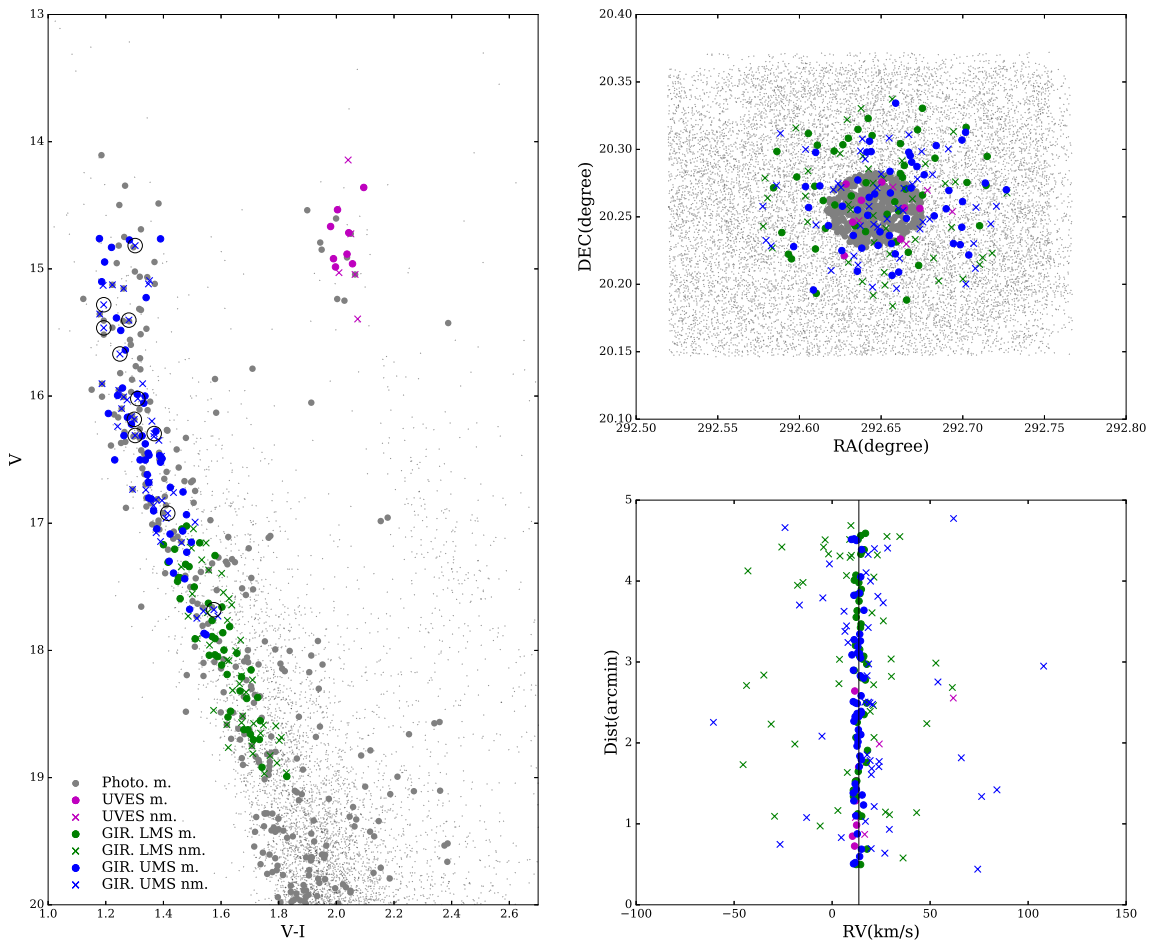 13
14
15
16
17
18
19
20
V
1.0 1.2 1.4 1.6 1.8 2.0 2.2 2.4 2.6
V-I
Photo. m.
UVES m.
UVES nm.
GIR. LMS m.
GIR. LMS nm.
GIR. UMS m.
GIR. UMS nm.
20.40
20.35
20.30
20.25
20.20
20.15
20.10
DEC(degree)
292.50 292.55 292.60 292.65 292.70 292.75 292.80
RA(degree)
5
4
3
2
1
0
Dist(arcmin)
−100 −50 0 50 100 150
RV(km/s)